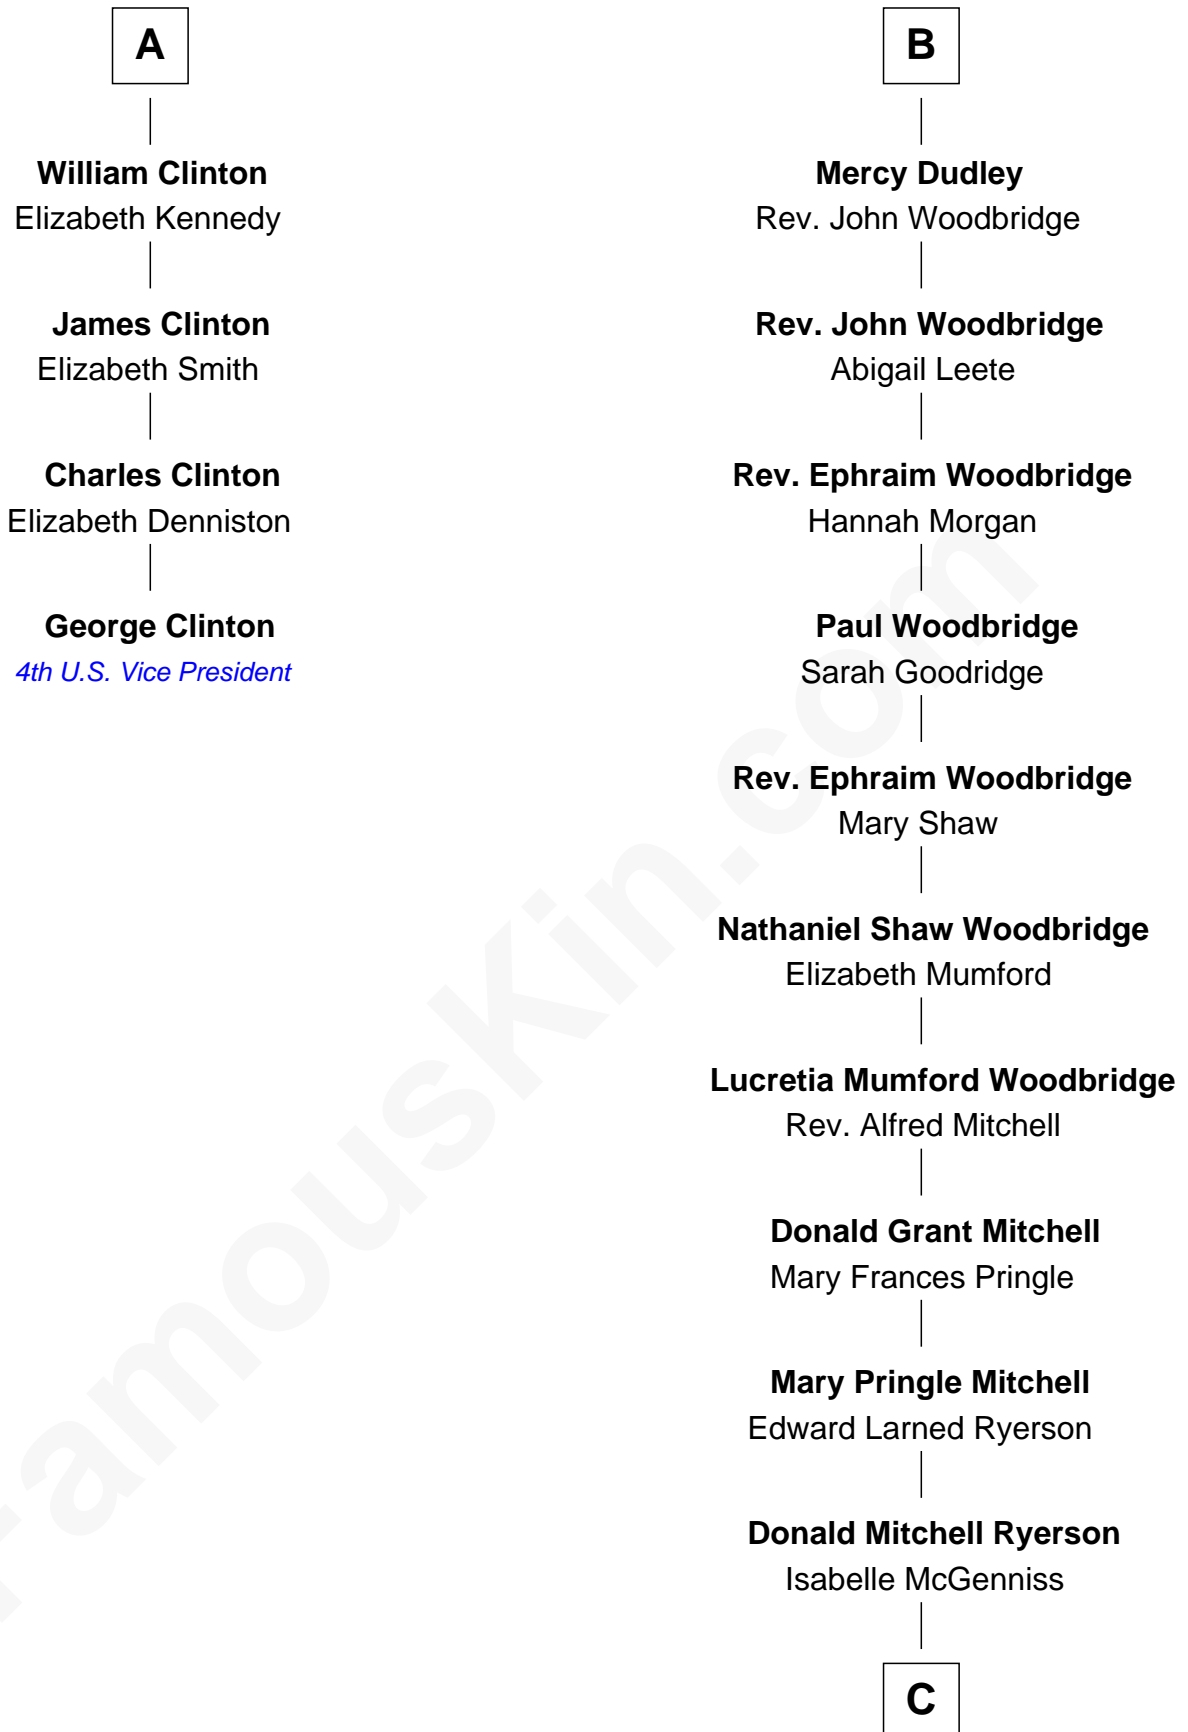 A
William Clinton
Elizabeth Kennedy
James Clinton
Elizabeth Smith
Charles Clinton
Elizabeth Denniston
George Clinton
4th U.S. Vice President
B
Mercy Dudley
Rev. John Woodbridge
Rev. John Woodbridge
Abigail Leete
Rev. Ephraim Woodbridge
Hannah Morgan
Paul Woodbridge
Sarah Goodridge
Rev. Ephraim Woodbridge
Mary Shaw
Nathaniel Shaw Woodbridge
Elizabeth Mumford
Lucretia Mumford Woodbridge
Rev. Alfred Mitchell
Donald Grant Mitchell
Mary Frances Pringle
Mary Pringle Mitchell
Edward Larned Ryerson
Donald Mitchell Ryerson
Isabelle McGenniss
C
FamousKin.com